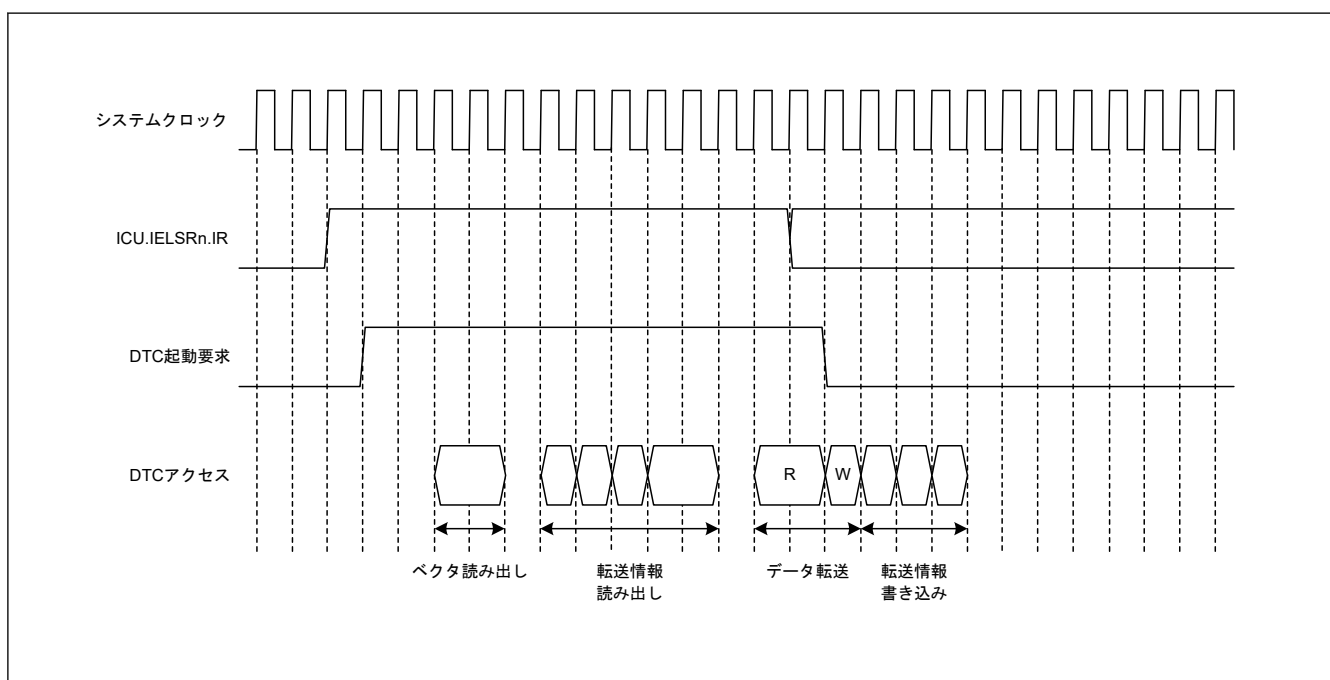 システムクロック
ICU.IELSRn.IR
DTC起動要求
DTCアクセス
R
W
ベクタ読み出し
転送情報
読み出し
データ転送
転送情報
書き込み